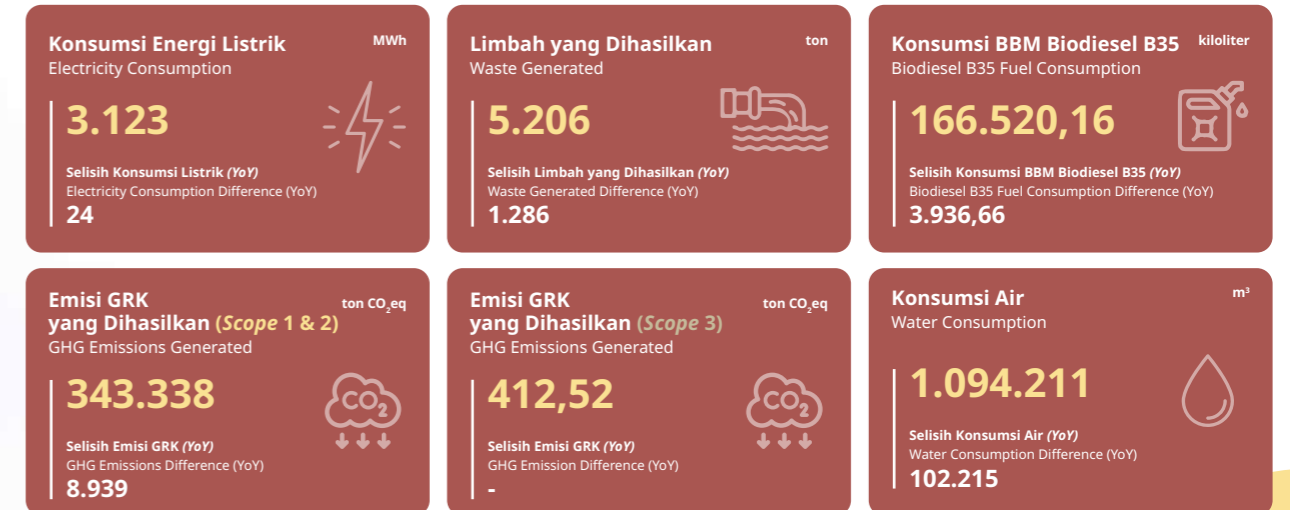 Konsumsi Energi Listrik
MWh
Electricity Consumption
3.123
Selisih Konsumsi Listrik (YoY)
Electricity Consumption Difference (YoY)
24
Limbah yang Dihasilkan
ton
Waste Generated
5.206
Selisih Limbah yang Dihasilkan (YoY)
Waste Generated Difference (YoY)
1.286
Konsumsi BBM Biodiesel B35
kiloliter
Biodiesel B35 Fuel Consumption
166.520,16
Selisih Konsumsi BBM Biodiesel B35 (YoY)
Biodiesel B35 Fuel Consumption Difference (YoY)
3.936,66
Emisi GRK
yang Dihasilkan (Scope 1 & 2)
ton CO₂eq
GHG Emissions Generated
343.338
CO₂
Selisih Emisi GRK (YoY)
GHG Emissions Difference (YoY)
8.939
Emisi GRK
yang Dihasilkan (Scope 3)
ton CO₂eq
GHG Emissions Generated
412,52
CO₂
Selisih Emisi GRK (YoY)
GHG Emission Difference (YoY)
-
Konsumsi Air
m³
Water Consumption
1.094.211
Selisih Konsumsi Air (YoY)
Water Consumption Difference (YoY)
102.215